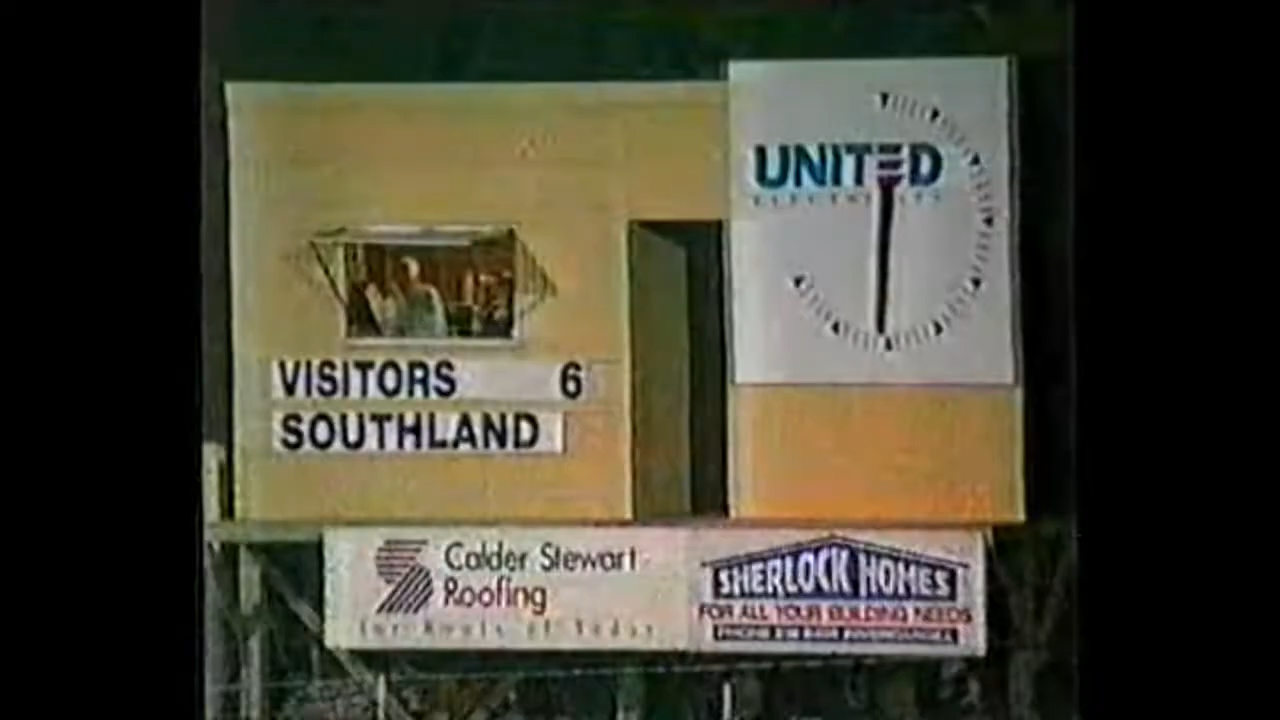 UNITED
VISITORS 6
SOUTHLAND
Calder Stewart
Roofing
SHERLOCK HOMES
FOR ALL YOUR BUILDING NEEDS